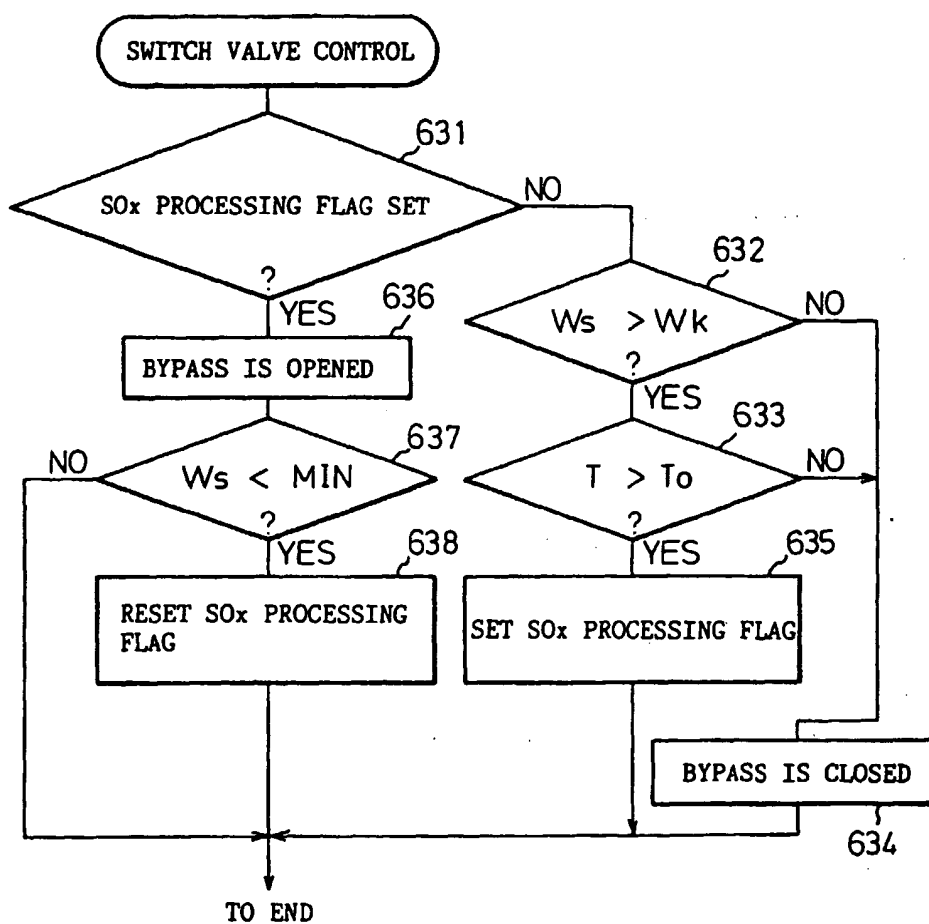 SWITCH VALVE CONTROL
631
SOx PROCESSING FLAG SET
?
NO
YES
632
Ws > Wk
?
NO
YES
636
BYPASS IS OPENED
633
T > To
?
NO
YES
637
Ws < MIN
?
NO
YES
638
RESET SOx PROCESSING
FLAG
635
SET SOx PROCESSING FLAG
BYPASS IS CLOSED
634
TO END